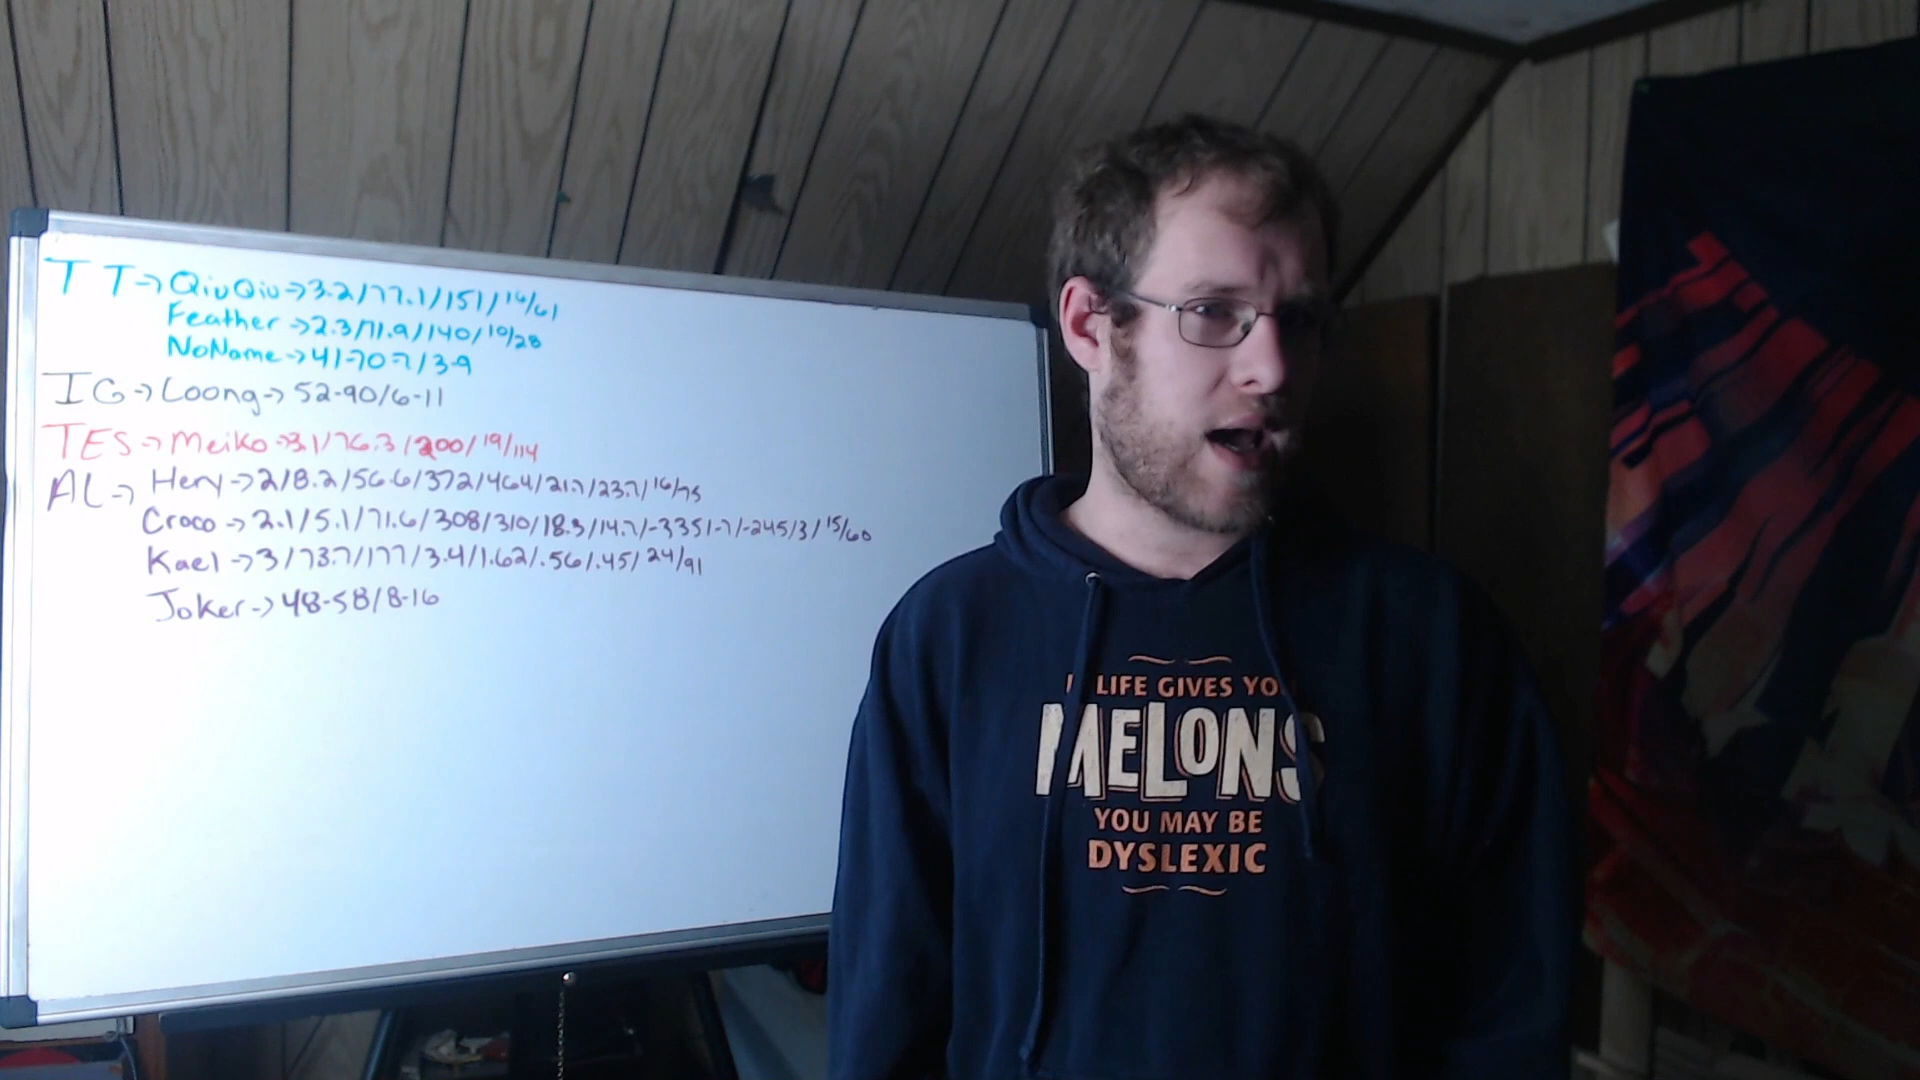 TT→QiuQiu→3.2/77.1/151/16/61
Feather→2.3/71.9/140/10/28
NoName→41-70-7/3-9
IG→Loong→52-90/6-11
TES→Meiko→3.1/76.3/200/19/114
AL→Hery→2/8.2/56.6/372/464/21.7/23.7/16/75
Croco→2.1/5.1/71.6/308/310/18.3/14.7/-335/-7/-245/3/15/60
Kael→3/73.7/177/3.4/1.62/.56/.45/24/91
Joker→48-58/8-16
LIFE GIVES YO
MELONS
YOU MAY BE
DYSLEXIC